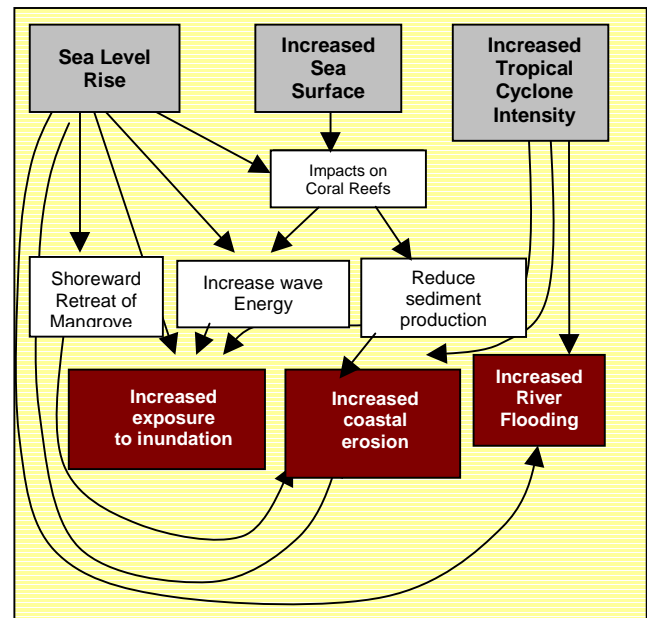 Sea Level
Rise
Increased
Sea
Surface
Increased
Tropical
Cyclone
Intensity
Impacts on
Coral Reefs
Shoreward
Retreat of
Mangrove
Increase wave
Energy
Reduce
sediment
production
Increased
exposure
to inundation
Increased
coastal
erosion
Increased
River
Flooding